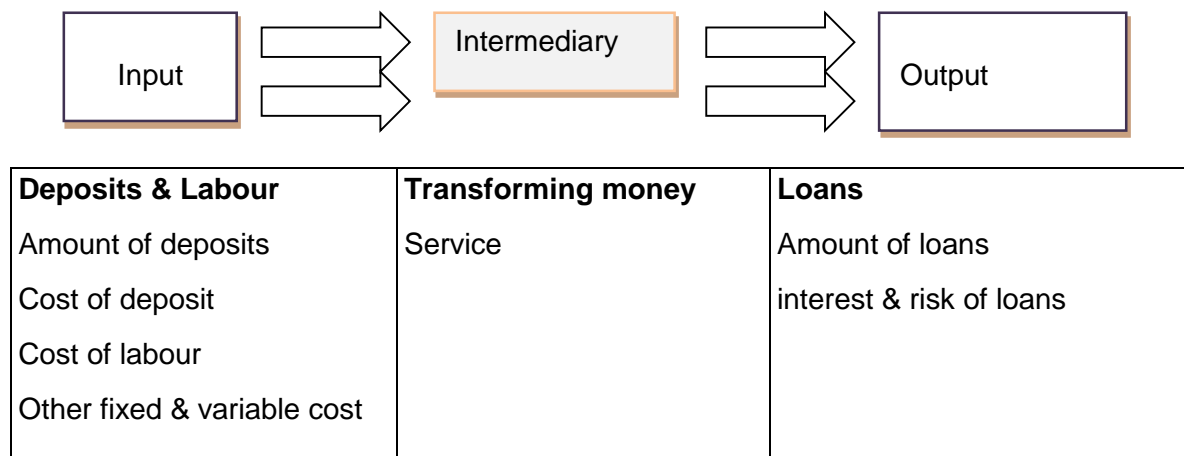 Input
Intermediary
Output
Deposits & Labour
Amount of deposits
Cost of deposit
Cost of labour
Other fixed & variable cost
Transforming money
Service
Loans
Amount of loans
interest & risk of loans